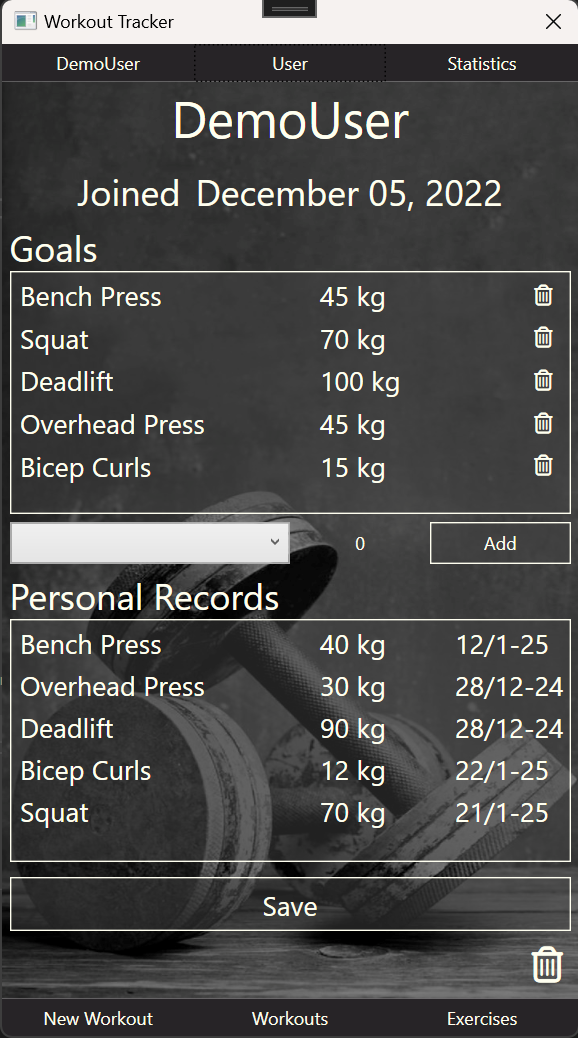 Workout Tracker
DemoUser User Statistics
DemoUser
Joined December 05, 2022
Goals
Bench Press 45 kg
Squat 70 kg
Deadlift 100 kg
Overhead Press 45 kg
Bicep Curls 15 kg
0 Add
Personal Records
Bench Press 40 kg 12/1-25
Overhead Press 30 kg 28/12-24
Deadlift 90 kg 28/12-24
Bicep Curls 12 kg 22/1-25
Squat 70 kg 21/1-25
Save
New Workout Workouts Exercises